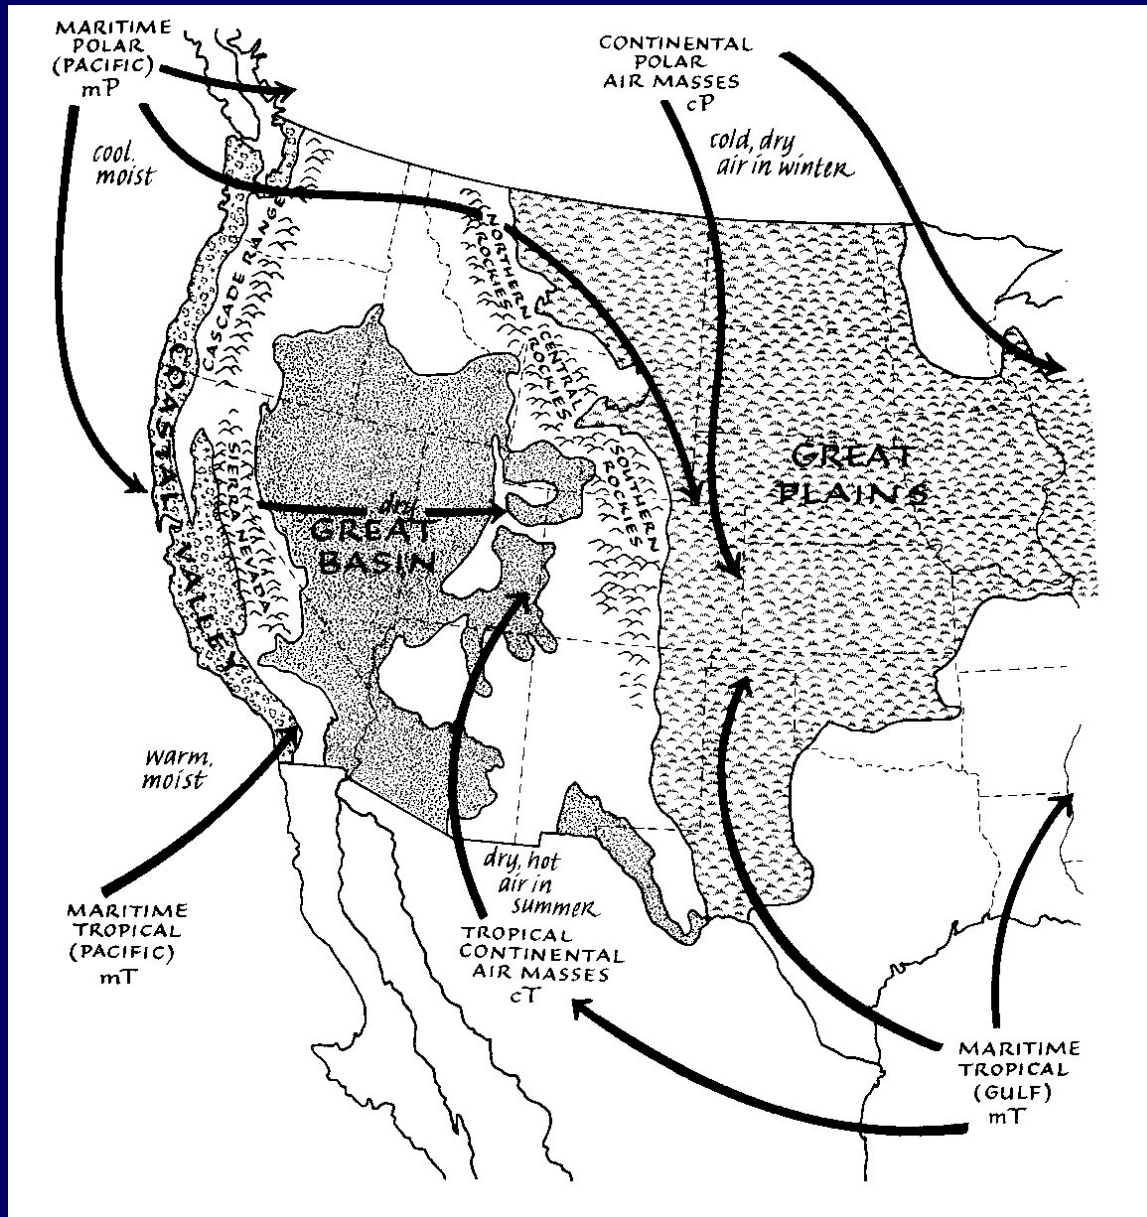 MARITIME
POLAR
(PACIFIC)
mP
cool,
moist
CONTINENTAL
POLAR
AIR MASSES
cP
cold, dry
air in winter
CASCADE RANGE
NORTHERN
ROCKIES
CENTRAL
ROCKIES
SOUTHERN
ROCKIES
COASTAL VALLEY
SIERRA NEVADA
dry
GREAT
BASIN
GREAT
PLAINS
warm,
moist
MARITIME
TROPICAL
(PACIFIC)
mT
dry, hot
air in
summer
TROPICAL
CONTINENTAL
AIR MASSES
cT
MARITIME
TROPICAL
(GULF)
mT